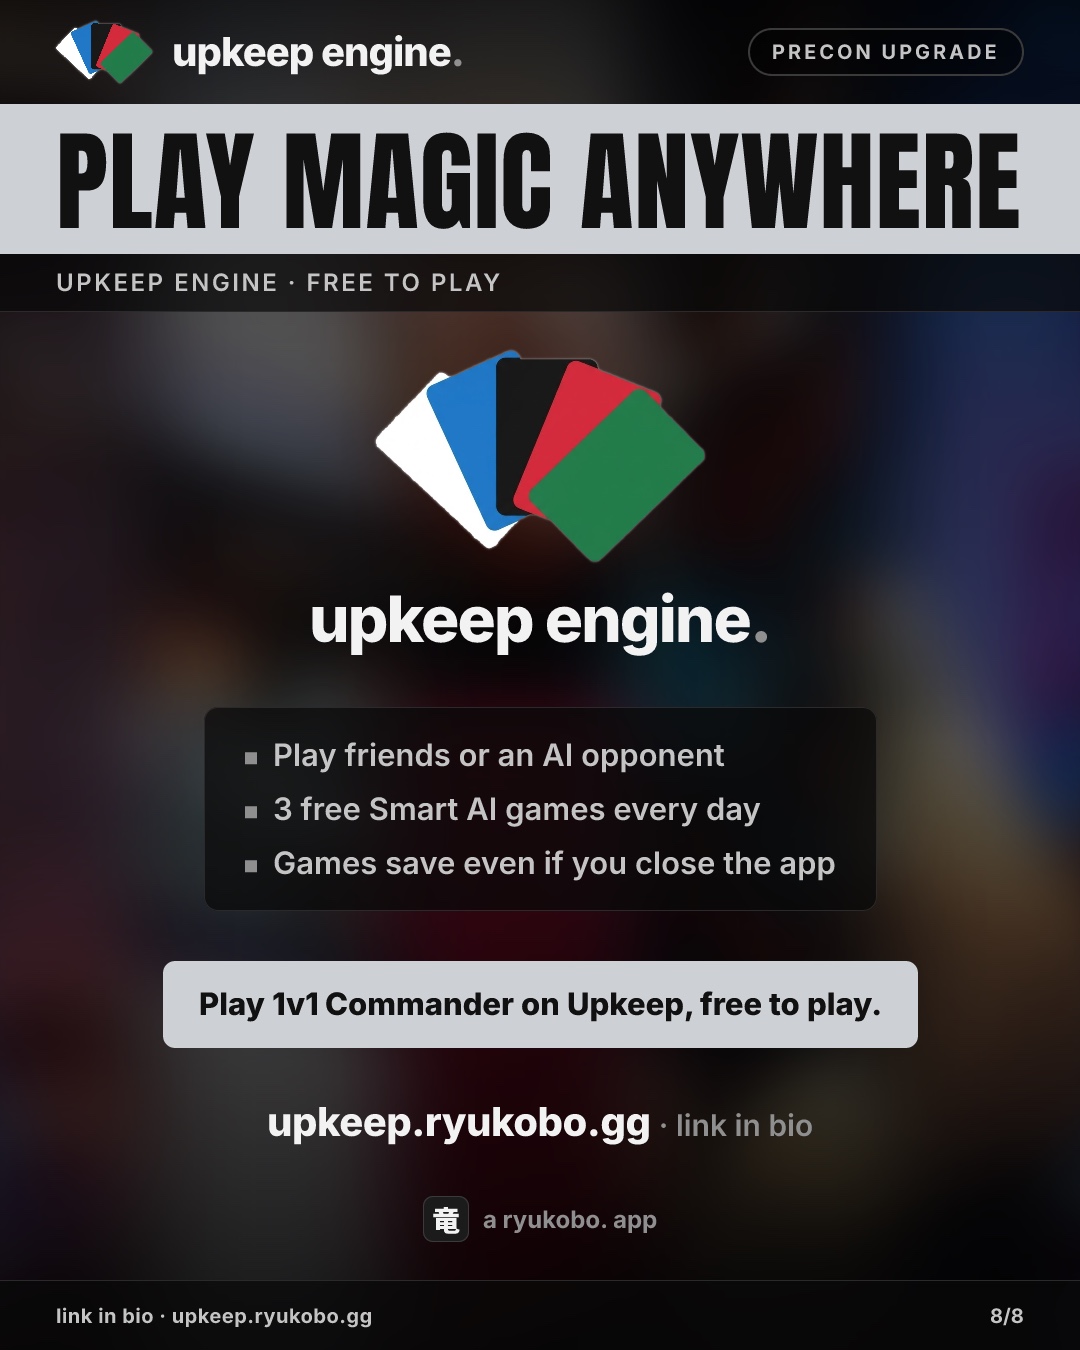 upkeep engine.
PRECON UPGRADE
PLAY MAGIC ANYWHERE
UPKEEP ENGINE · FREE TO PLAY
upkeep engine.
▪ Play friends or an AI opponent
▪ 3 free Smart AI games every day
▪ Games save even if you close the app
Play 1v1 Commander on Upkeep, free to play.
upkeep.ryukobo.gg · link in bio
竜 a ryukobo. app
link in bio · upkeep.ryukobo.gg
8/8